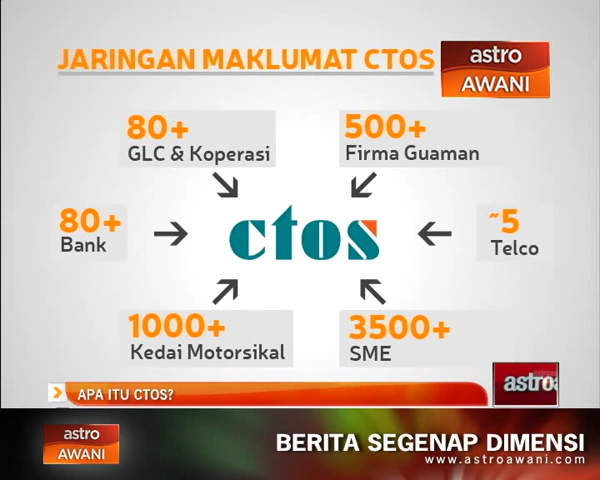 JARINGAN MAKLUMAT CTOS
astro
AWANI
80+
GLC & Koperasi
500+
Firma Guaman
80+
Bank
ctos
~5
Telco
1000+
Kedai Motorsikal
3500+
SME
APA ITU CTOS?
astro
astro
AWANI
BERITA SEGENAP DIMENSI
www.astroawani.com